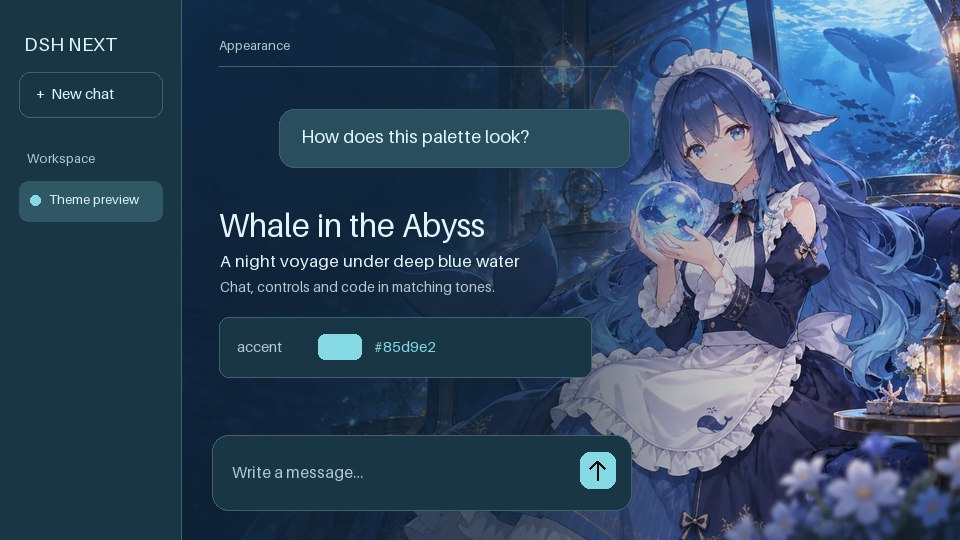 DSH NEXT
+ New chat
Workspace
Theme preview
Appearance
How does this palette look?
Whale in the Abyss
A night voyage under deep blue water
Chat, controls and code in matching tones.
accent
#85d9e2
Write a message...